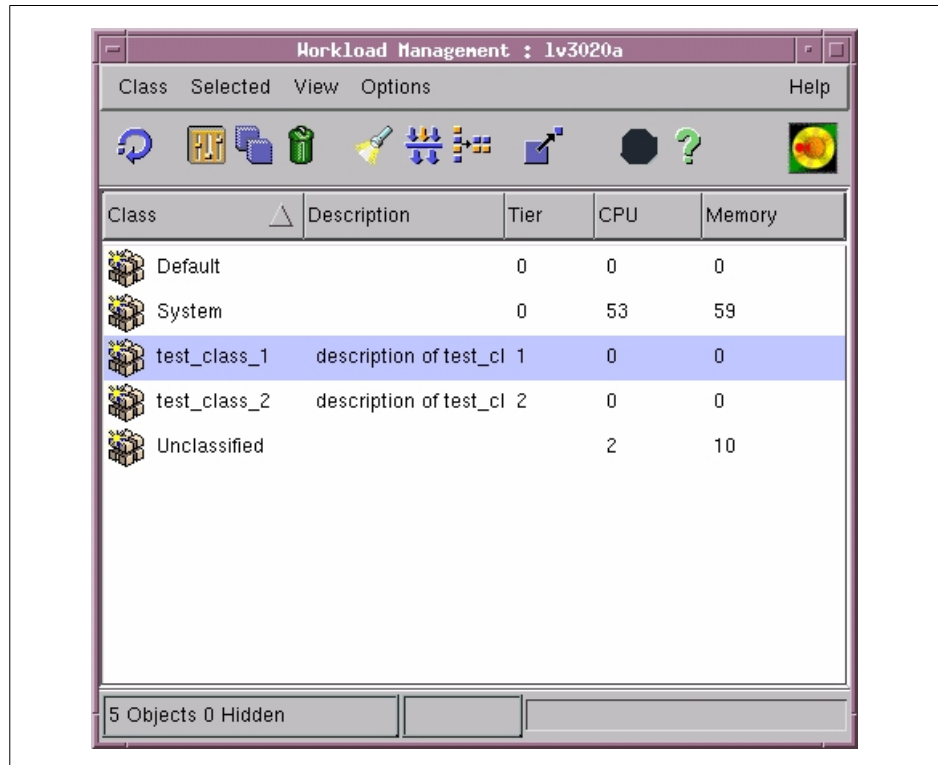 Workload Management : lv3020a
Class Selected View Options Help
Class Description Tier CPU Memory
Default 0 0 0
System 0 53 59
test_class_1 description of test_cl 1 0 0
test_class_2 description of test_cl 2 0 0
Unclassified 2 10
5 Objects 0 Hidden